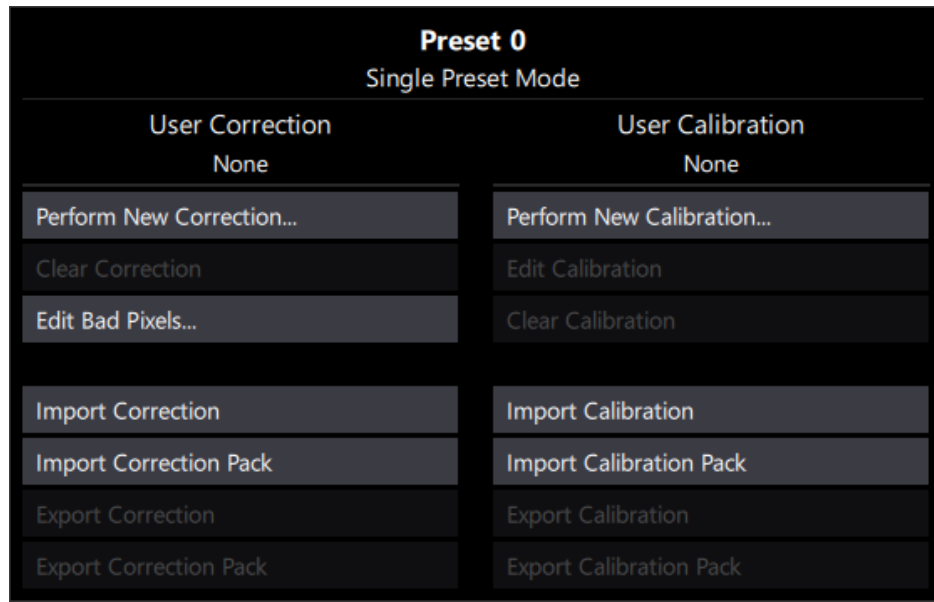 Preset 0
Single Preset Mode
User Correction
None
Perform New Correction...
Clear Correction
Edit Bad Pixels...
Import Correction
Import Correction Pack
Export Correction
Export Correction Pack
User Calibration
None
Perform New Calibration...
Edit Calibration
Clear Calibration
Import Calibration
Import Calibration Pack
Export Calibration
Export Calibration Pack